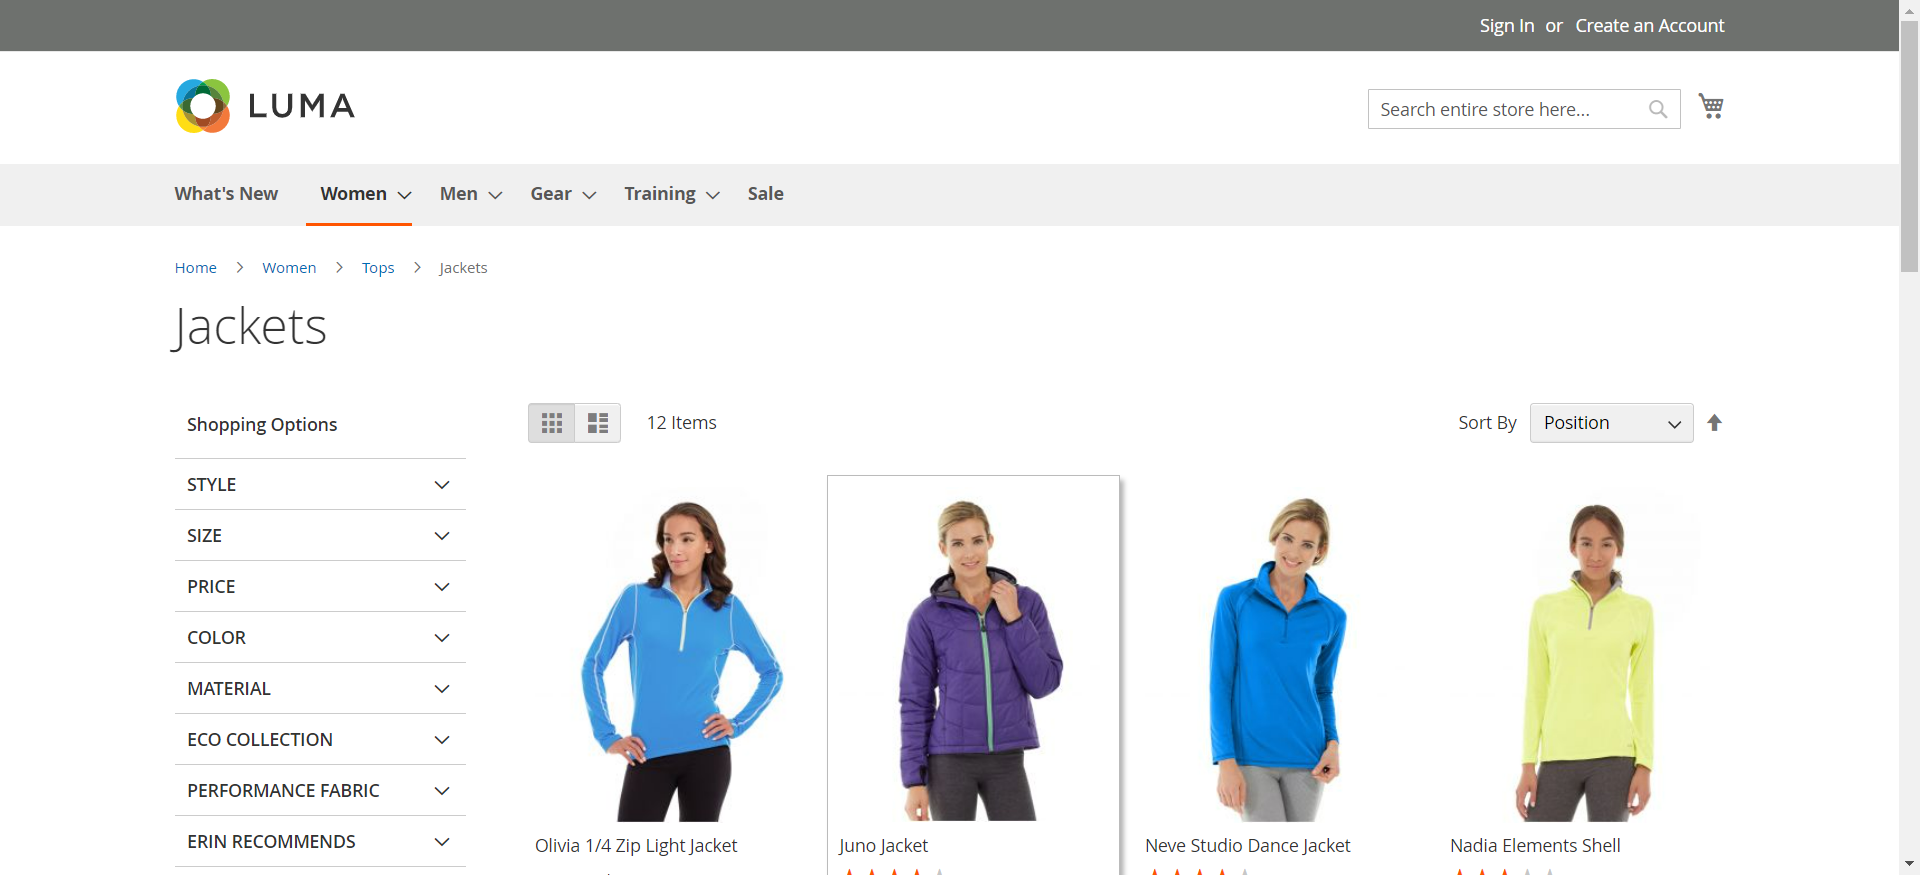 Sign In or Create an Account
LUMA
Search entire store here...
What's New Women Men Gear Training Sale
Home Women Tops Jackets
Jackets
Shopping Options
STYLE
SIZE
PRICE
COLOR
MATERIAL
ECO COLLECTION
PERFORMANCE FABRIC
ERIN RECOMMENDS
12 Items
Sort By Position
Olivia 1/4 Zip Light Jacket
Juno Jacket
Neve Studio Dance Jacket
Nadia Elements Shell